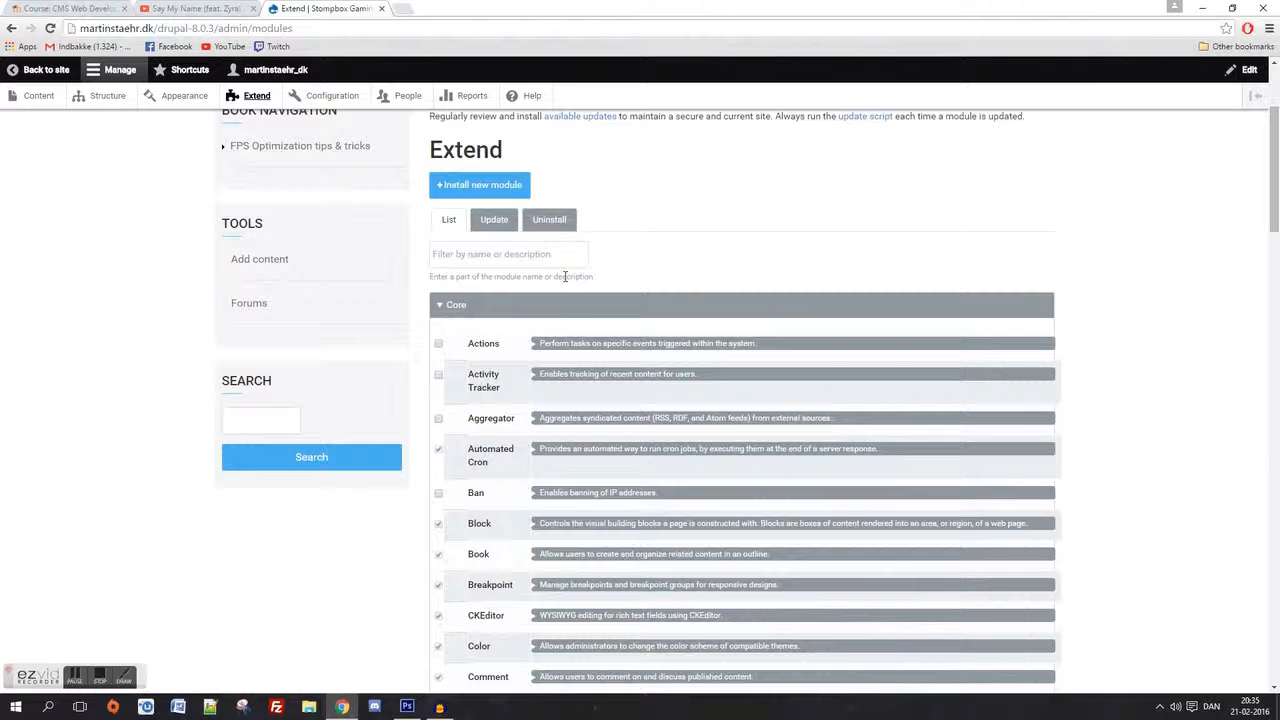 Course: CMS Web Devel
Say My Name (feat. Zyra)
Extend | Stompbox Gamin
martinstaehr.dk/drupal-8.0.3/admin/modules
Apps
Indbakke (1.324) - ...
Facebook
YouTube
Twitch
Other bookmarks
Back to site
Manage
Shortcuts
martinstaehr_dk
Edit
Content
Structure
Appearance
Extend
Configuration
People
Reports
Help
BOOK NAVIGATION
FPS Optimization tips & tricks
TOOLS
Add content
Forums
SEARCH
Search
Regularly review and install available updates to maintain a secure and current site. Always run the update script each time a module is updated.
Extend
+Install new module
List
Update
Uninstall
Filter by name or description
Enter a part of the module name or description
Core
Actions
Perform tasks on specific events triggered within the system.
Activity
Tracker
Enables tracking of recent content for users.
Aggregator
Aggregates syndicated content (RSS, RDF, and Atom feeds) from external sources.
Automated
Cron
Provides an automated way to run cron jobs, by executing them at the end of a server response.
Ban
Enables banning of IP addresses.
Block
Controls the visual building blocks a page is constructed with. Blocks are boxes of content rendered into an area, or region, of a web page.
Book
Allows users to create and organize related content in an outline.
Breakpoint
Manage breakpoints and breakpoint groups for responsive designs.
CKEditor
WYSIWYG editing for rich text fields using CKEditor.
Color
Allows administrators to change the color scheme of compatible themes.
Comment
Allows users to comment on and discuss published content.
PAUSE
STOP
DRAW
DAN
20:35
21-02-2016